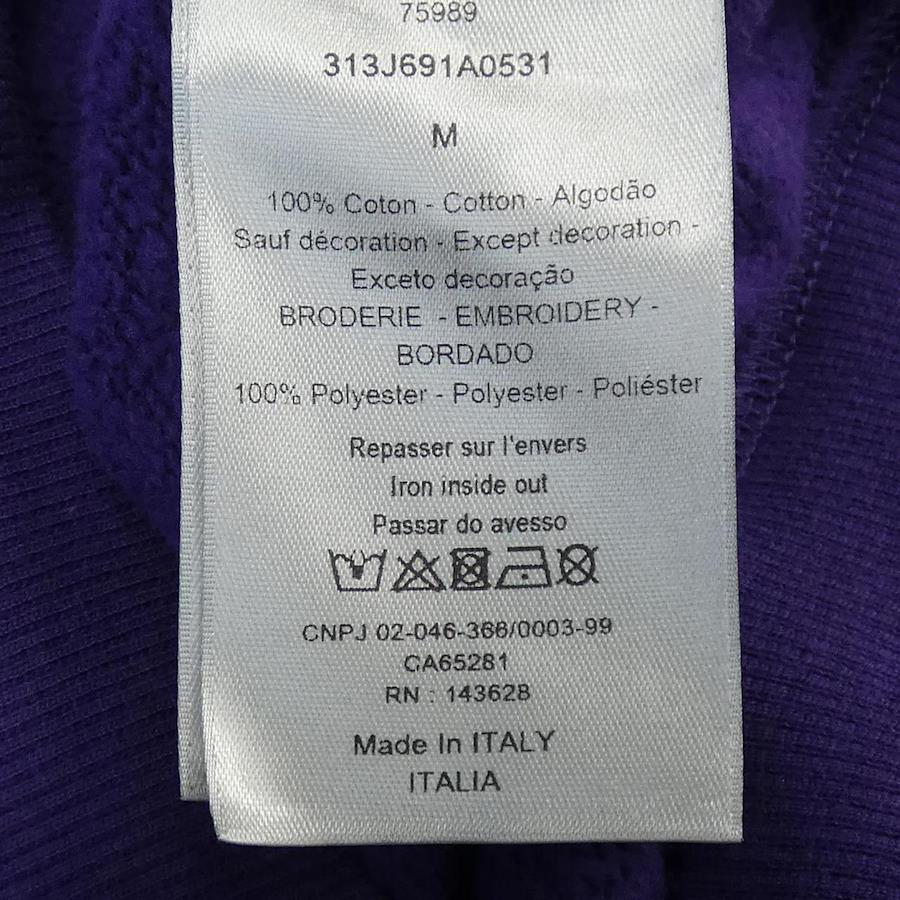 75989
313J691A0531
M
100% Coton - Cotton - Algodão
Sauf décoration - Except decoration -
Exceto decoração
BRODERIE - EMBROIDERY -
BORDADO
100% Polyester - Polyester - Poliéster
Repasser sur l'envers
Iron inside out
Passar do avesso
CNPJ 02-046-366/0003-99
CA65281
RN : 143628
Made In ITALY
ITALIA